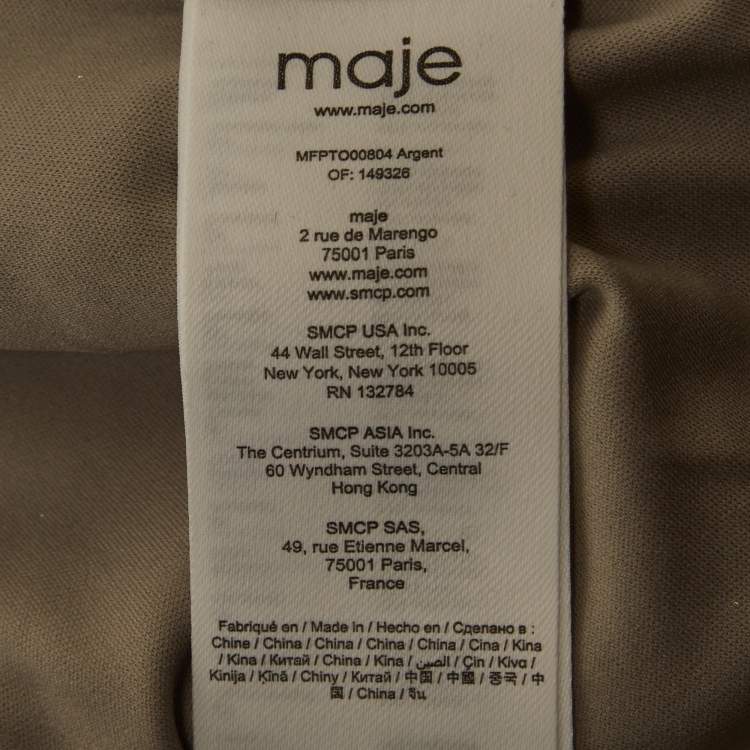 maje
www.maje.com
MFPTO00804 Argent
OF: 149326
maje
2 rue de Marengo
75001 Paris
www.maje.com
www.smcp.com
SMCP USA Inc.
44 Wall Street, 12th Floor
New York, New York 10005
RN 132784
SMCP ASIA Inc.
The Centrium, Suite 3203A-5A 32/F
60 Wyndham Street, Central
Hong Kong
SMCP SAS,
49, rue Etienne Marcel,
75001 Paris,
France
Fabriqué en / Made in / Hecho en / Сделано в :
Chine / China / China / China / China / Cina / Kina
/ Kina / Китай / China / Kina / الصين / Çin / Kiva /
Kinija / Ķīnā / Chiny / Китай / 中国 / 中國 / 중국 / 中
国 / China / จีน